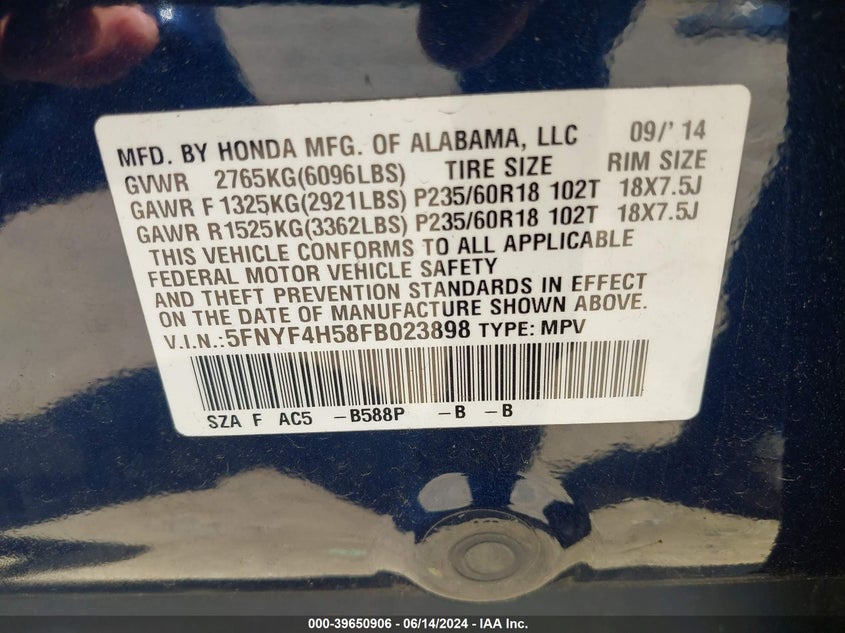 MFD. BY HONDA MFG. OF ALABAMA, LLC 09/' 14
GVWR 2765KG(6096LBS) TIRE SIZE RIM SIZE
GAWR F 1325KG(2921LBS) P235/60R18 102T 18X7.5J
GAWR R1525KG(3362LBS) P235/60R18 102T 18X7.5J
THIS VEHICLE CONFORMS TO ALL APPLICABLE
FEDERAL MOTOR VEHICLE SAFETY
AND THEFT PREVENTION STANDARDS IN EFFECT
ON THE DATE OF MANUFACTURE SHOWN ABOVE.
V.I.N.:5FNYF4H58FB023898 TYPE: MPV
SZA F AC5 -B588P -B -B
000-39650906 - 06/14/2024 - IAA Inc.